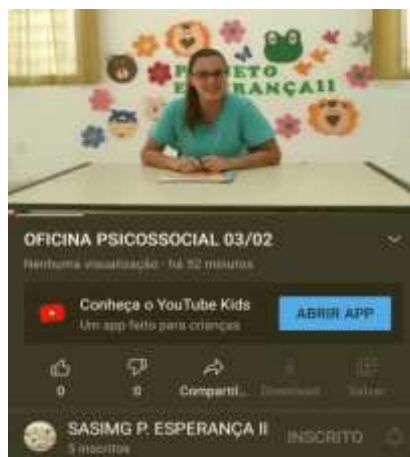 PROJETO
ESPERANÇA II
OFICINA PSICOSSOCIAL 03/02
Nenhuma visualização · há 52 minutos
Conheça o YouTube Kids
Um app feito para crianças
ABRIR APP
0
0
Compartil...
Download
Salvar
SASIMG P. ESPERANÇA II
5 inscritos
INSCRITO